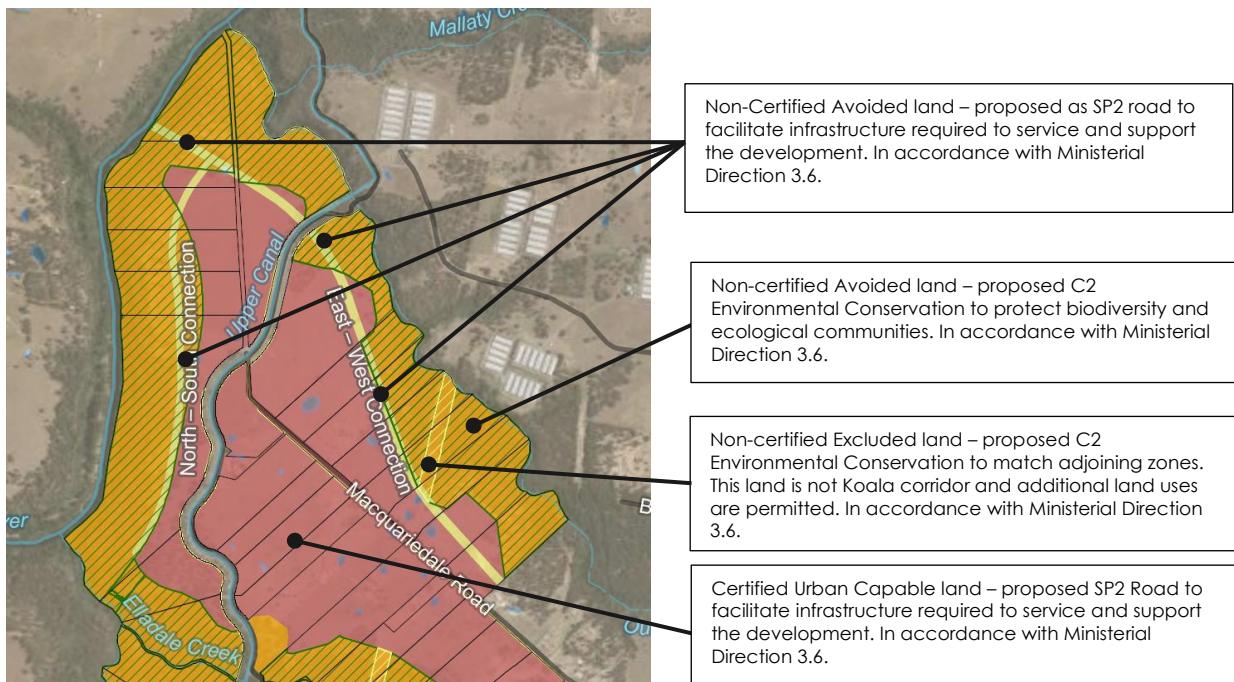 Mallaty Cre
Upper Canal
North – South Connection
East – West Connection
Macquariedale Road
Elladale Creek
ver
B
Ou
Non-Certified Avoided land – proposed as SP2 road to
facilitate infrastructure required to service and support
the development. In accordance with Ministerial
Direction 3.6.
Non-certified Avoided land – proposed C2
Environmental Conservation to protect biodiversity and
ecological communities. In accordance with Ministerial
Direction 3.6.
Non-certified Excluded land – proposed C2
Environmental Conservation to match adjoining zones.
This land is not Koala corridor and additional land uses
are permitted. In accordance with Ministerial Direction
3.6.
Certified Urban Capable land – proposed SP2 Road to
facilitate infrastructure required to service and support
the development. In accordance with Ministerial
Direction 3.6.